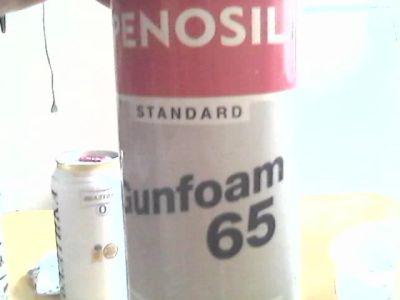 PENOSIL
STANDARD
Gunfoam
65